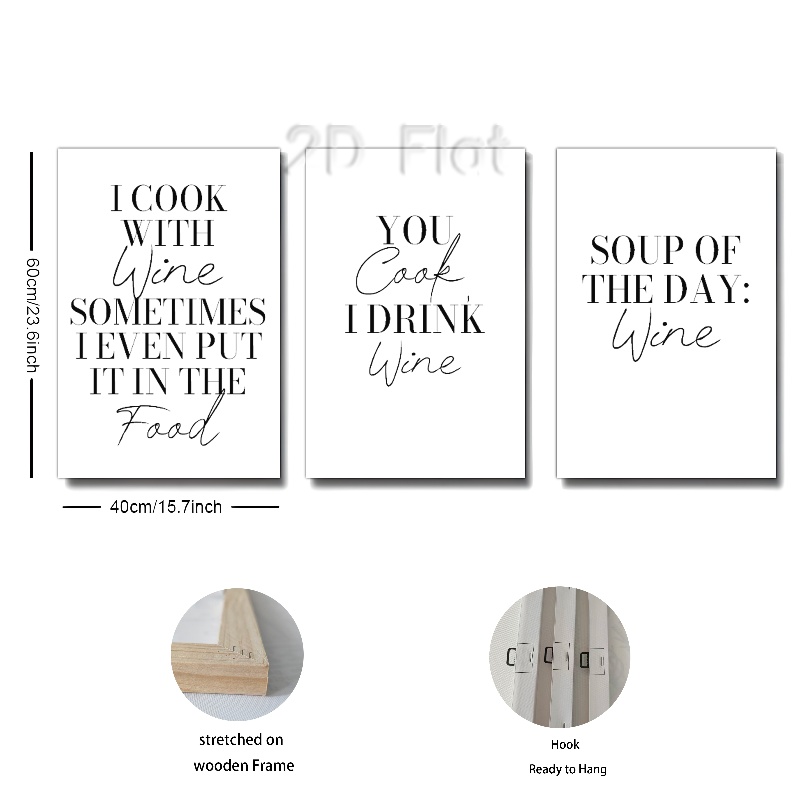 2D Flat
I COOK
WITH
Wine
SOMETIMES
I EVEN PUT
IT IN THE
Food
YOU
Cook,
I DRINK
Wine
SOUP OF
THE DAY:
Wine
60cm/23.6inch
40cm/15.7inch
stretched on
wooden Frame
Hook
Ready to Hang